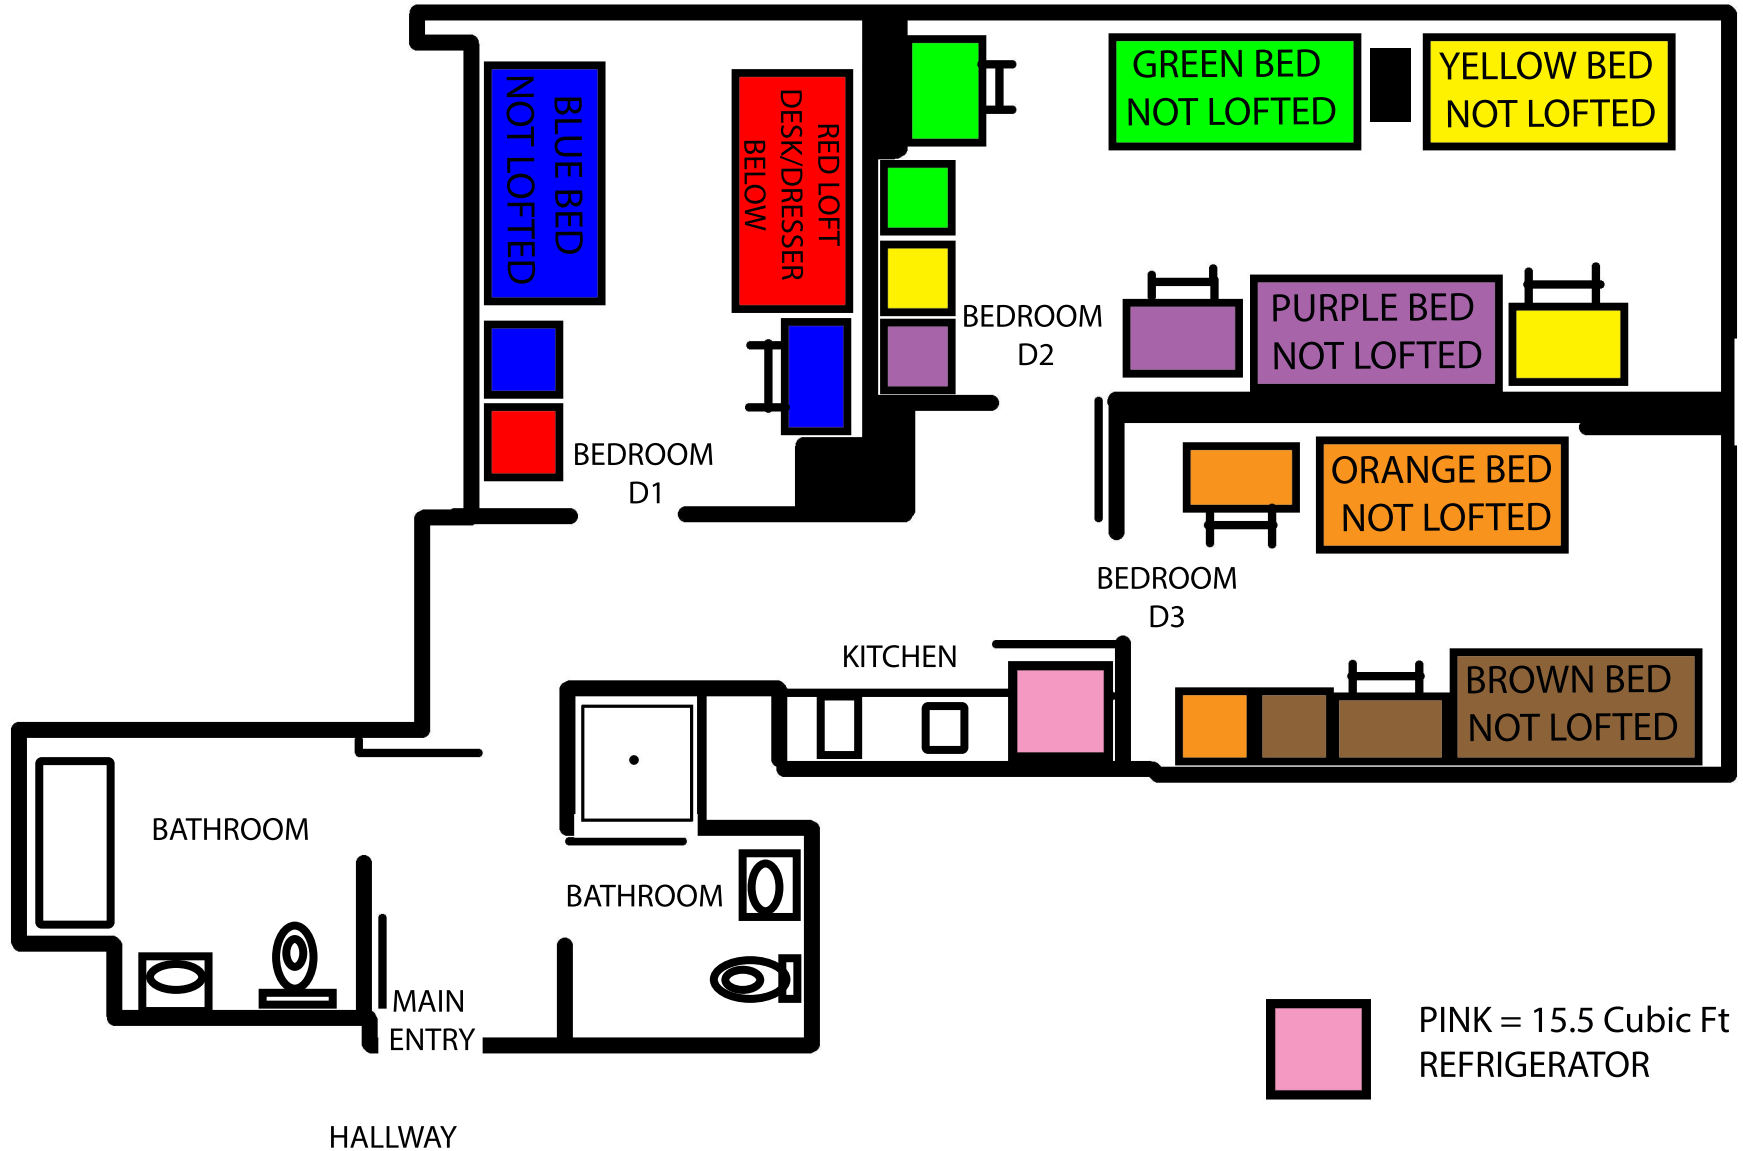 BLUE BED
NOT LOFTED
RED LOFT
DESK/DRESSER
BELOW
GREEN BED
NOT LOFTED
YELLOW BED
NOT LOFTED
BEDROOM
D2
PURPLE BED
NOT LOFTED
BEDROOM
D1
ORANGE BED
NOT LOFTED
BEDROOM
D3
KITCHEN
BROWN BED
NOT LOFTED
BATHROOM
BATHROOM
MAIN
ENTRY
PINK = 15.5 Cubic Ft
REFRIGERATOR
HALLWAY